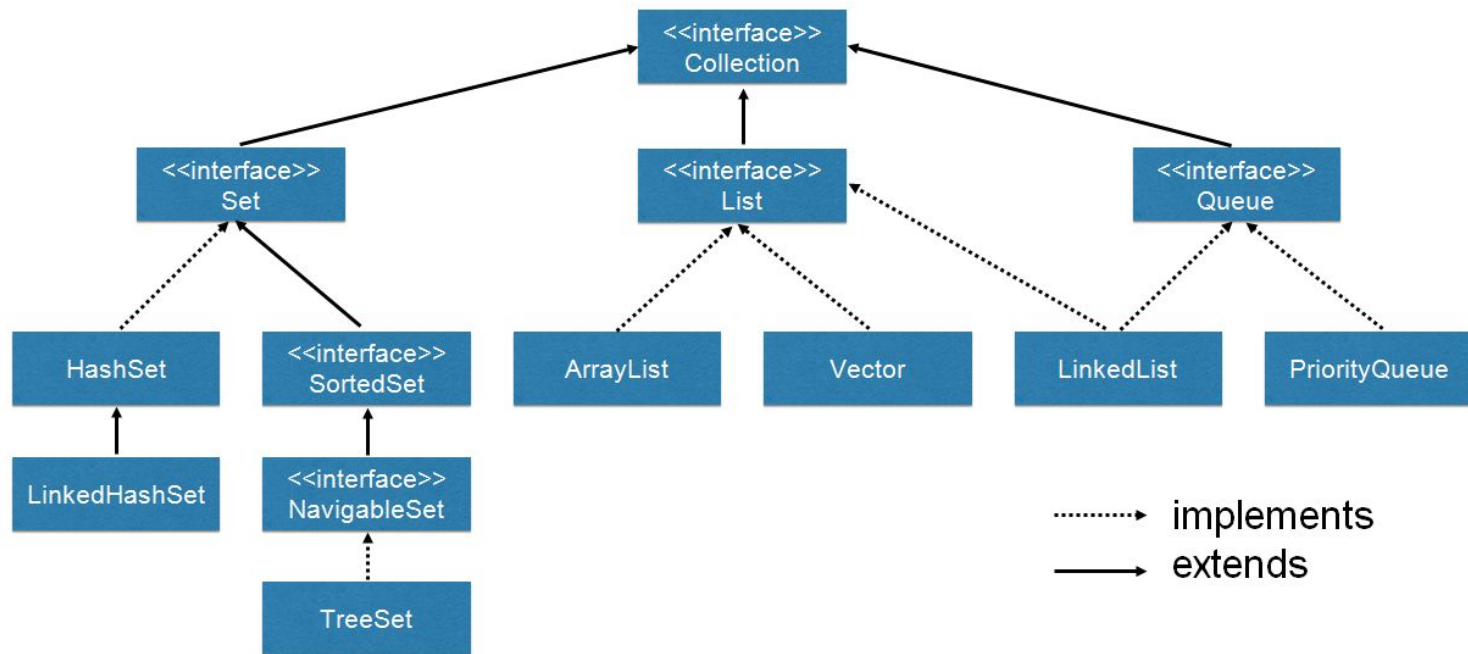 <<interface>>
Collection
<<interface>>
Set
<<interface>>
List
<<interface>>
Queue
HashSet
<<interface>>
SortedSet
ArrayList
Vector
LinkedList
PriorityQueue
LinkedHashSet
<<interface>>
NavigableSet
implements
extends
TreeSet